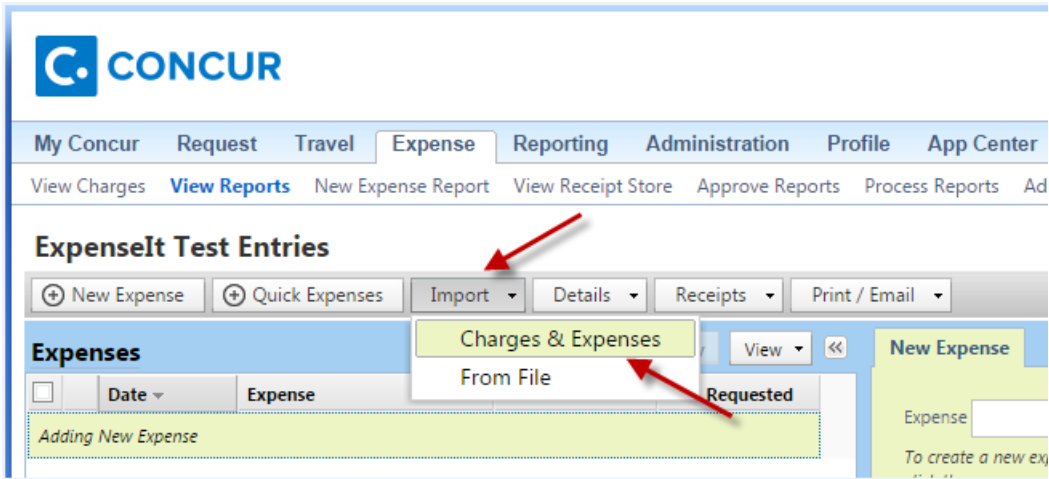 C. CONCUR
My Concur Request Travel Expense Reporting Administration Profile App Center
View Charges View Reports New Expense Report View Receipt Store Approve Reports Process Reports Ad
ExpenseIt Test Entries
New Expense Quick Expenses Import Details Receipts Print / Email
Charges & Expenses
From File
Expenses View New Expense
Date Expense Requested
Adding New Expense
Expense
To create a new